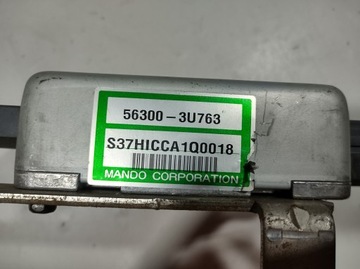 56300-3U763
S37HICCA1Q0018
MANDO CORPORATION